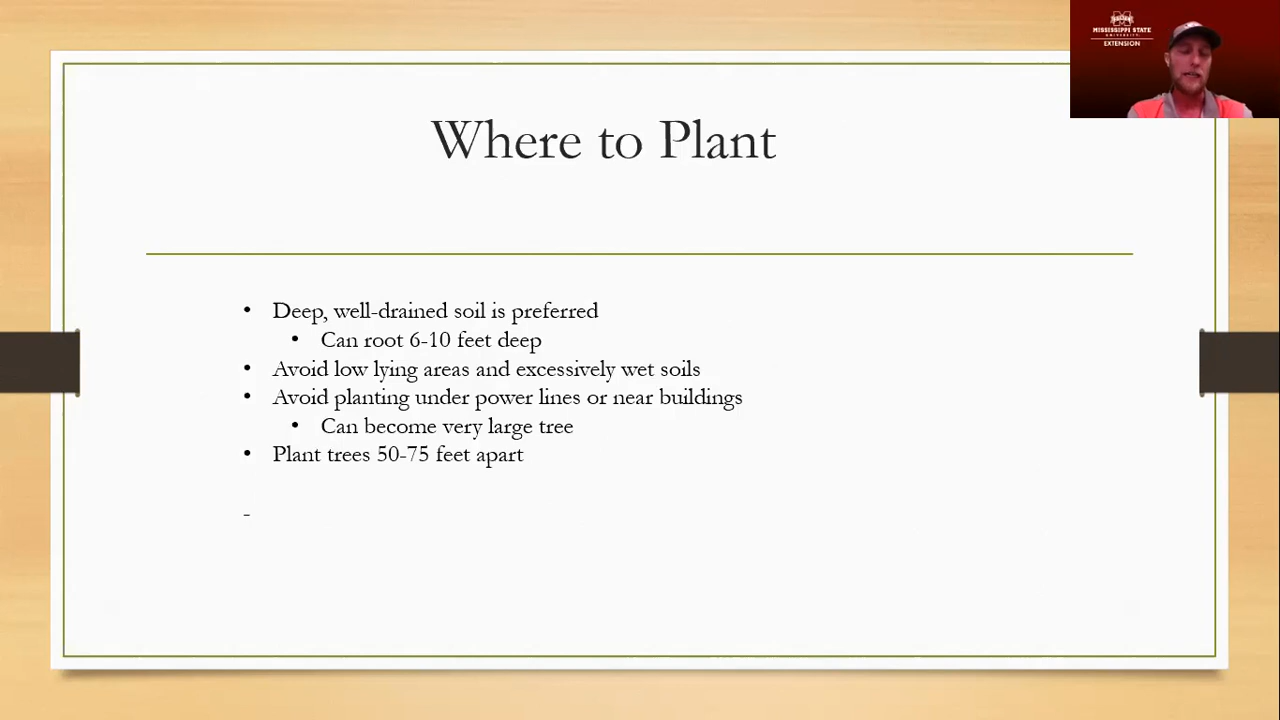 MISSISSIPPI STATE
UNIVERSITY
EXTENSION
Where to Plant
• Deep, well-drained soil is preferred
• Can root 6-10 feet deep
• Avoid low lying areas and excessively wet soils
• Avoid planting under power lines or near buildings
• Can become very large tree
• Plant trees 50-75 feet apart
-